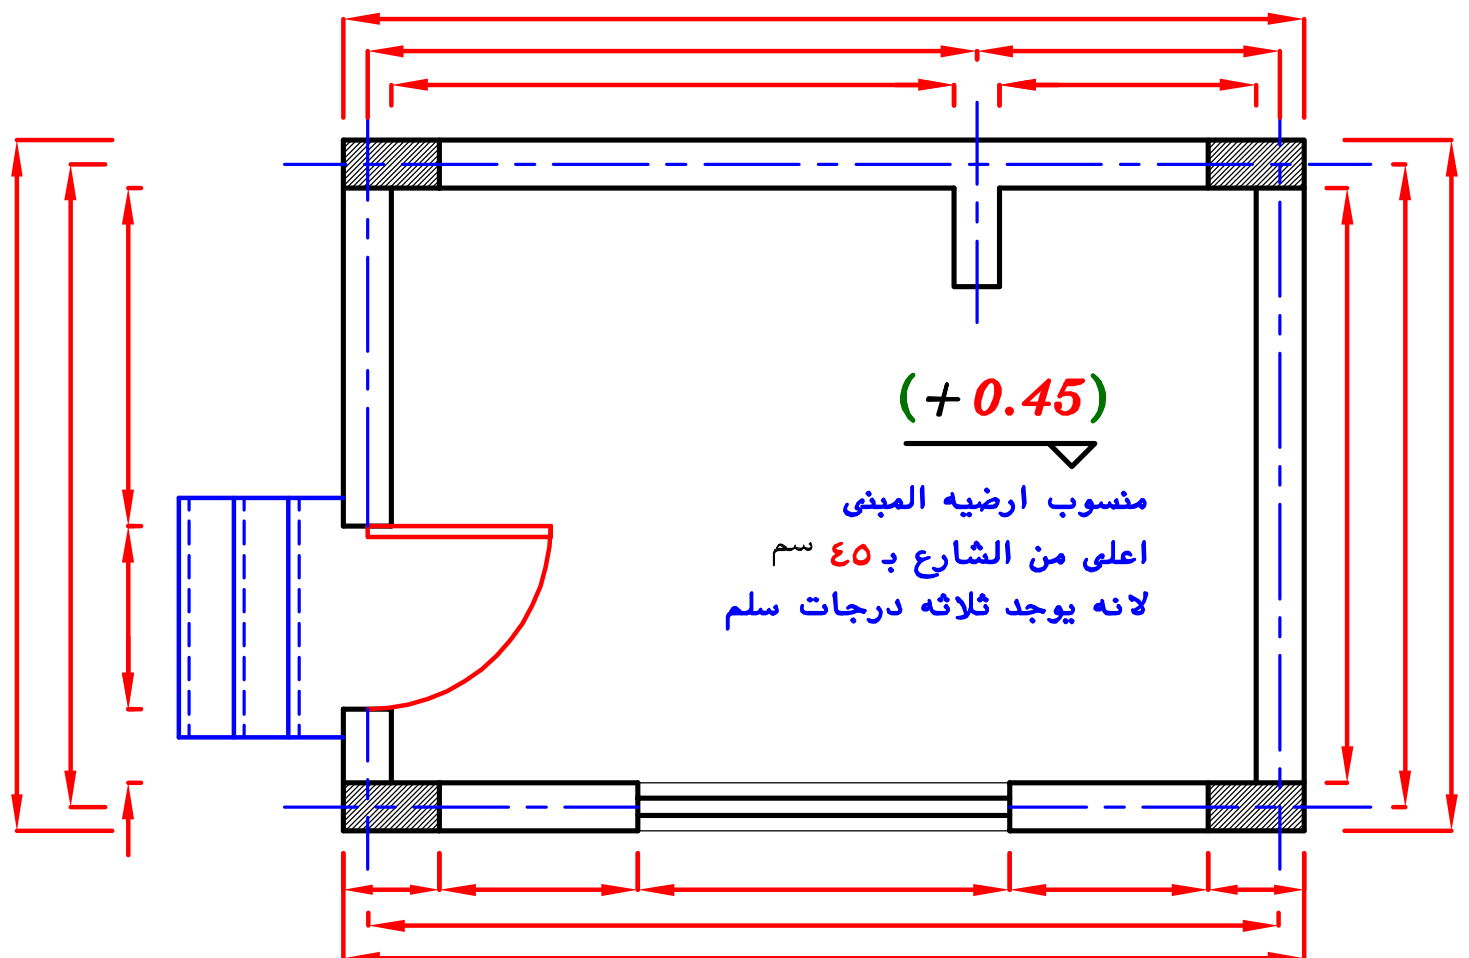 (+0.45)
منسوب ارضيه المبنى
اعلى من الشارع بـ ٤٥ سم
لانه يوجد ثلاثه درجات سلم